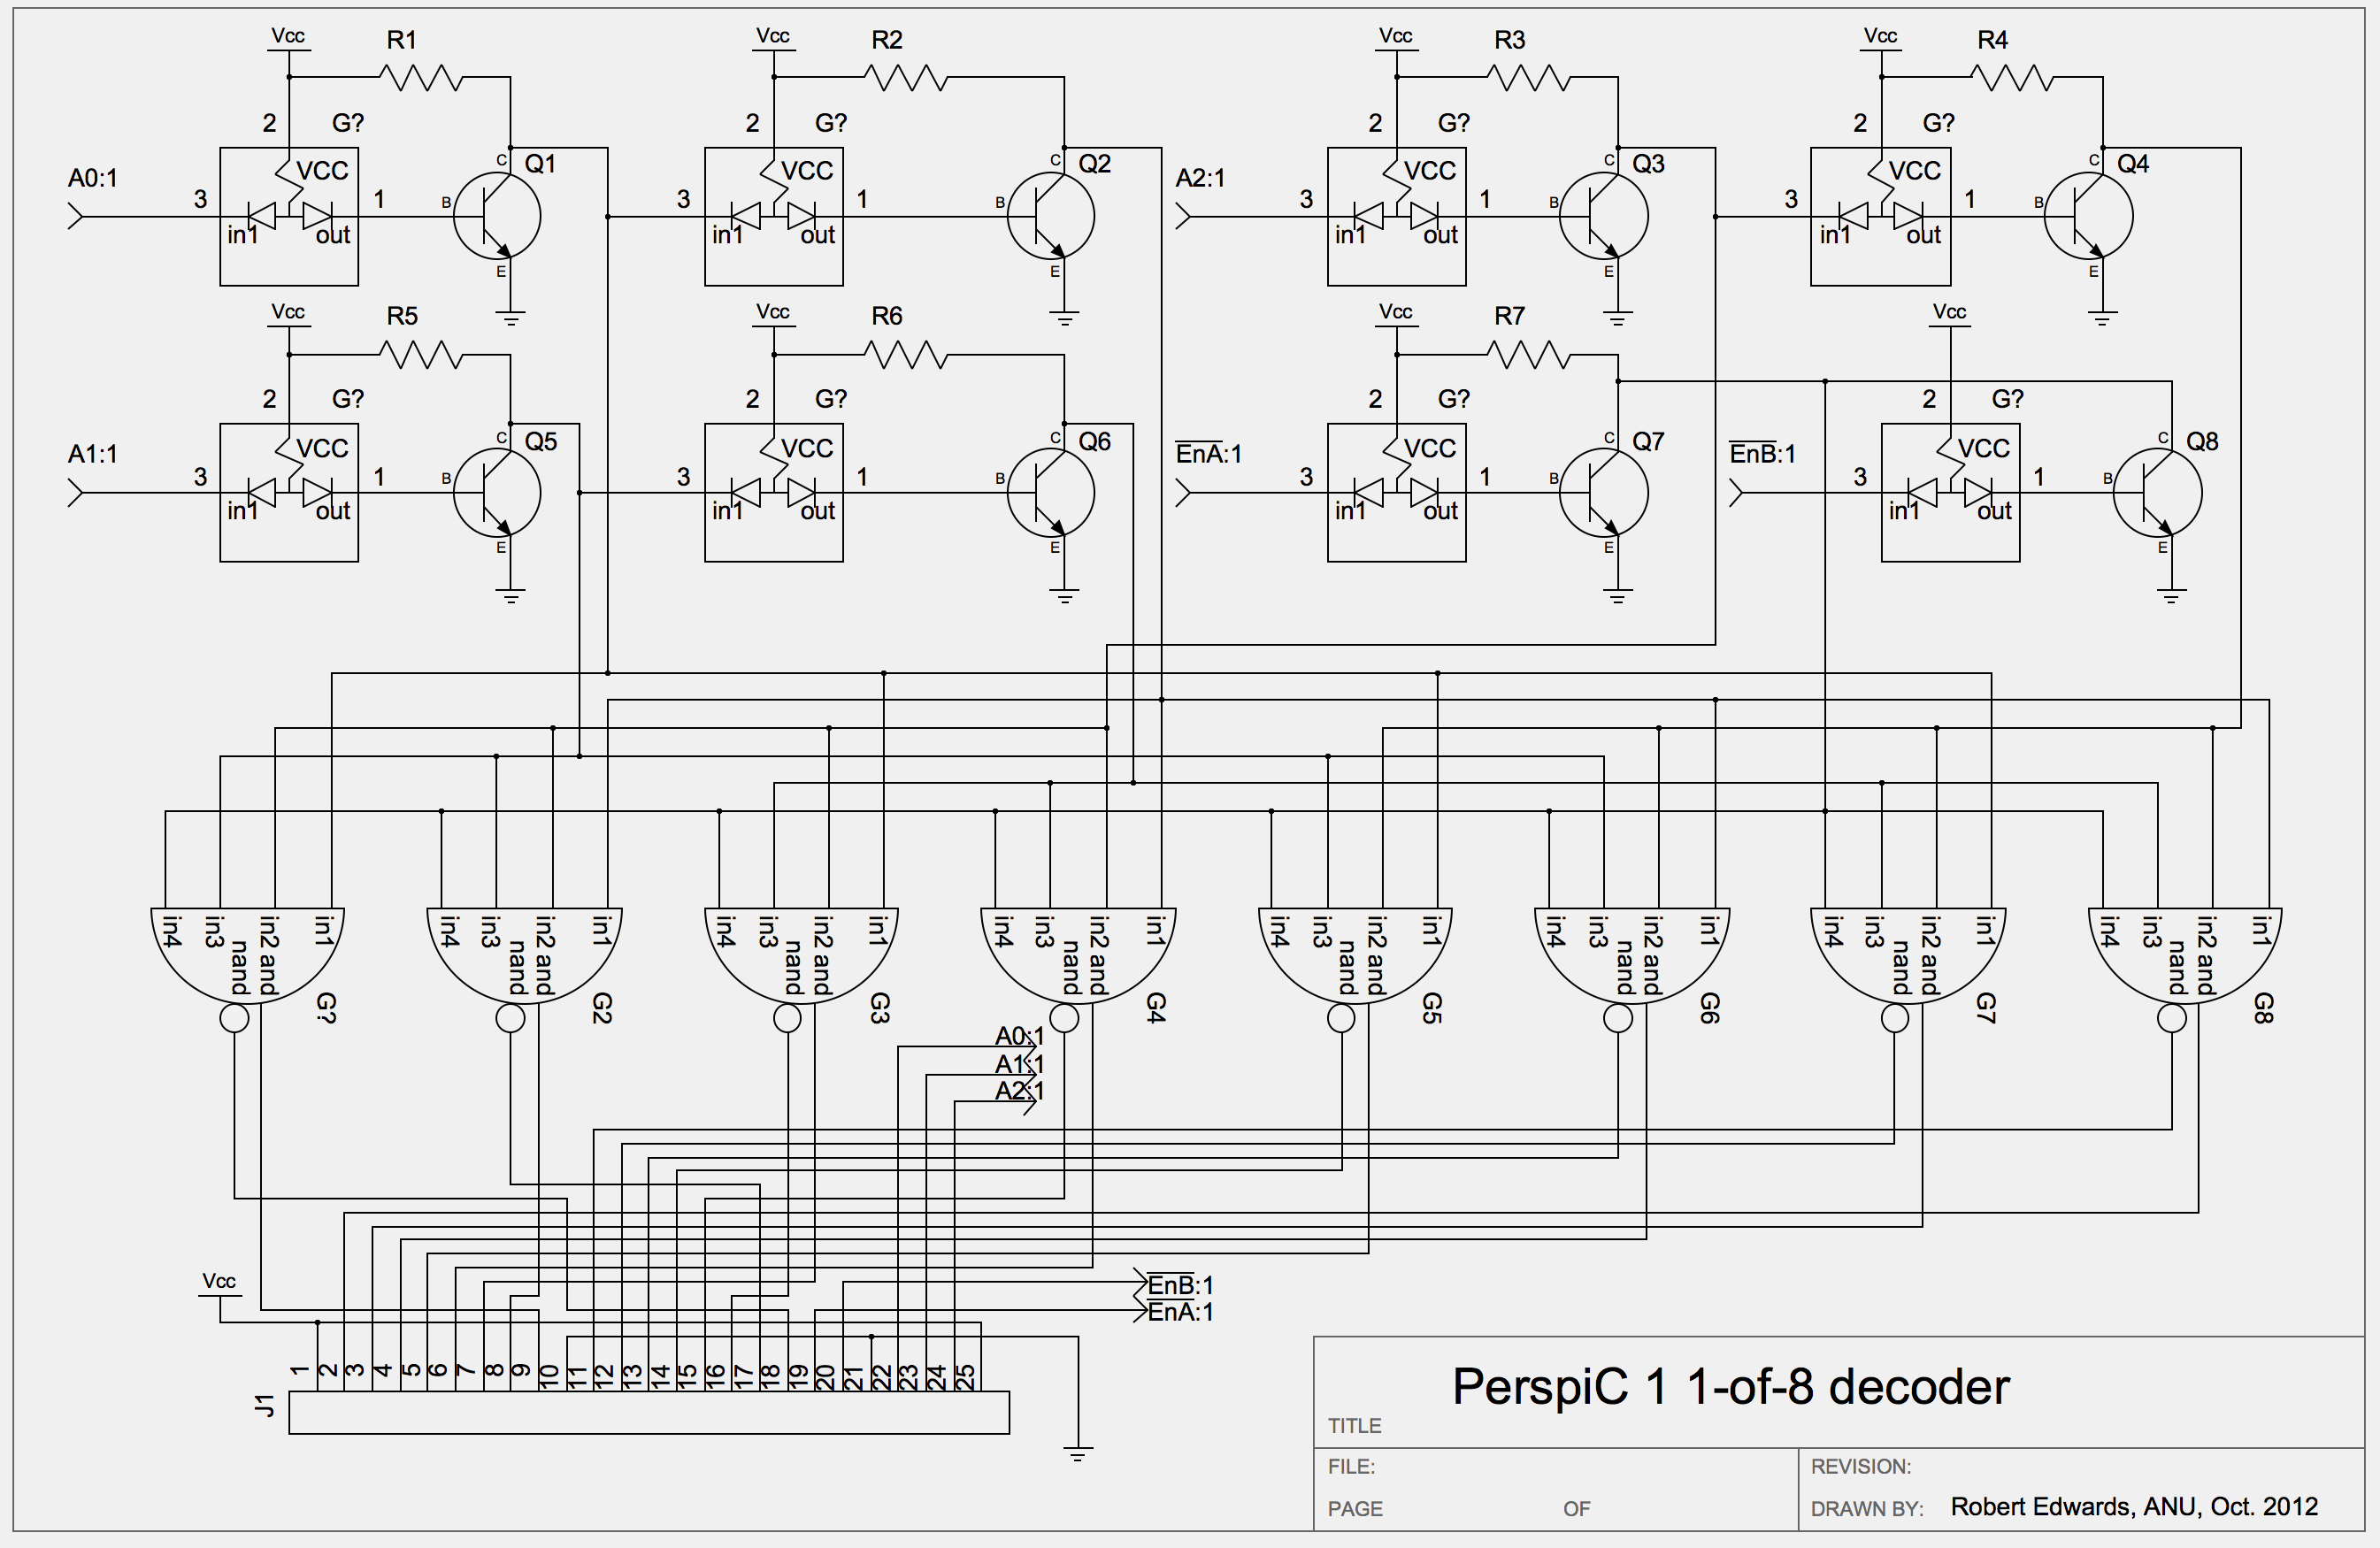 Vcc R1 Vcc R2 Vcc R3 Vcc R4
2 G? 2 G? 2 G? 2 G?
A0:1 3 VCC in1 out 1 B C Q1 E
3 VCC in1 out 1 B C Q2 E
A2:1 3 VCC in1 out 1 B C Q3 E
3 VCC in1 out 1 B C Q4 E
Vcc R5 Vcc R6 Vcc R7 Vcc
2 G? 2 G? 2 G? 2 G?
A1:1 3 VCC in1 out 1 B C Q5 E
3 VCC in1 out 1 B C Q6 E
EnA:1 3 VCC in1 out 1 B C Q7 E
EnB:1 3 VCC in1 out 1 B C Q8 E
in4 in3 nand in2 and in1 G?
in4 in3 nand in2 and in1 G2
in4 in3 nand in2 and in1 G3
in4 in3 nand in2 and in1 G4
in4 in3 nand in2 and in1 G5
in4 in3 nand in2 and in1 G6
in4 in3 nand in2 and in1 G7
in4 in3 nand in2 and in1 G8
A0:1
A1:1
A2:1
Vcc
EnB:1
EnA:1
1 2 3 4 5 6 7 8 9 10 11 12 13 14 15 16 17 18 19 20 21 22 23 24 25
J1
PerspiC 1 1-of-8 decoder
TITLE
FILE:
REVISION:
PAGE OF
DRAWN BY: Robert Edwards, ANU, Oct. 2012